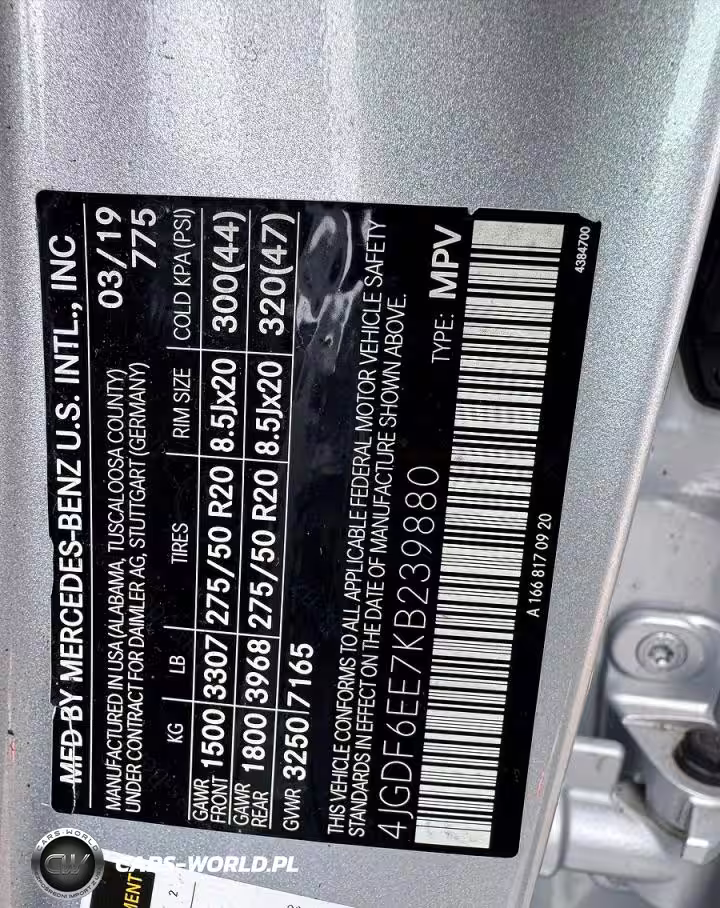 MFD BY MERCEDES-BENZ U.S. INTL., INC
MANUFACTURED IN USA (ALABAMA, TUSCALOOSA COUNTY) 03/19
UNDER CONTRACT FOR DAIMLER AG, STUTTGART (GERMANY) 775
KG LB TIRES RIM SIZE COLD KPA (PSI)
GAWR FRONT 1500 3307 275/50 R20 8.5Jx20 300(44)
GAWR REAR 1800 3968 275/50 R20 8.5Jx20 320(47)
GVWR 3250 7165
THIS VEHICLE CONFORMS TO ALL APPLICABLE FEDERAL MOTOR VEHICLE SAFETY
STANDARDS IN EFFECT ON THE DATE OF MANUFACTURE SHOWN ABOVE.
4JGDF6EE7KB239880 TYPE: MPV
A 166 817 09 20
4384700
CARS-WORLD
CW
CARS-WORLD.PL